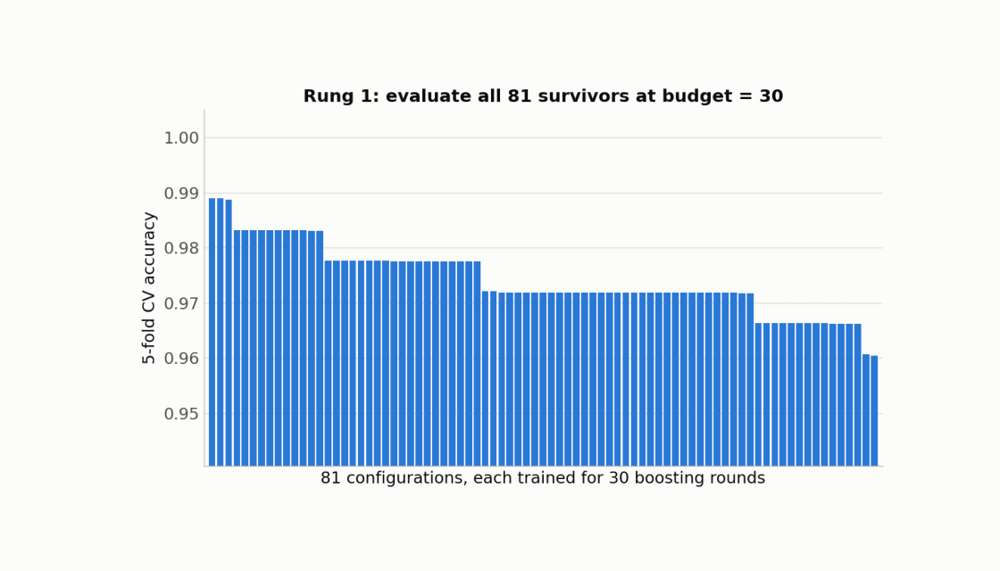 Rung 1: evaluate all 81 survivors at budget = 30
1.00
0.99
0.98
0.97
0.96
0.95
5-fold CV accuracy
81 configurations, each trained for 30 boosting rounds